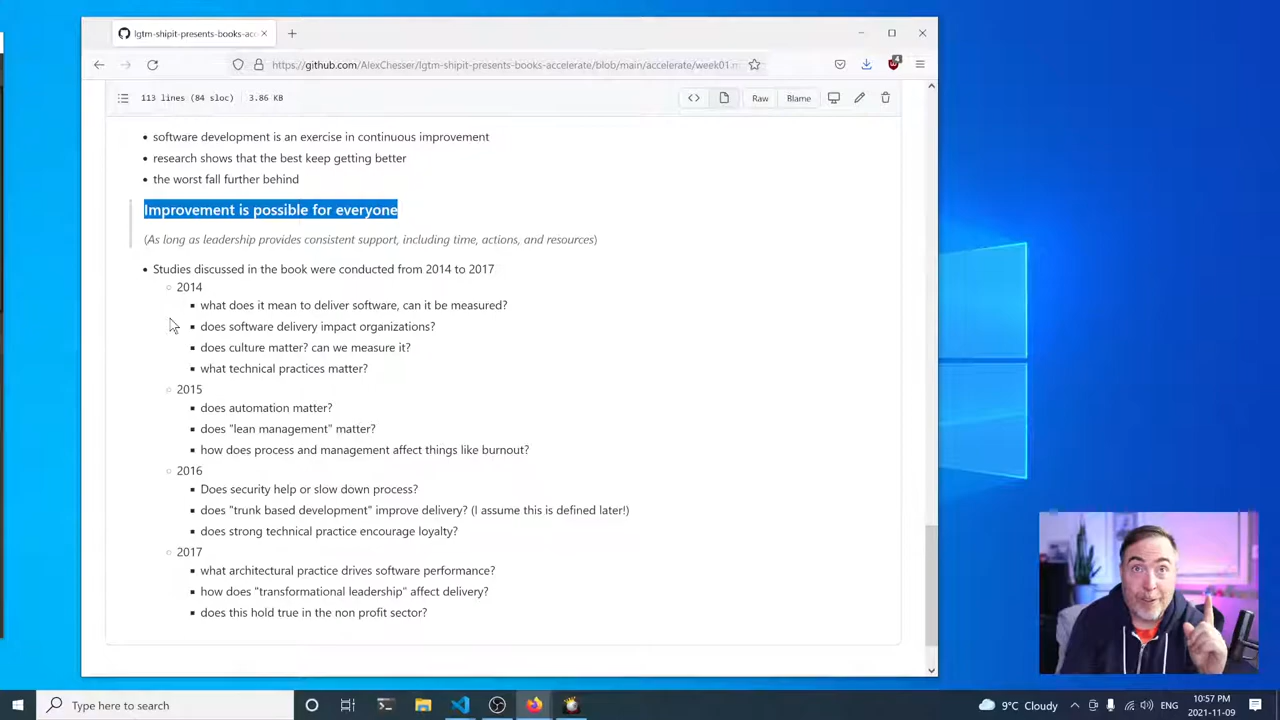 lgtm-shipit-presents-books-acc
https://github.com/AlexChesser/lgtm-shipit-presents-books-accelerate/blob/main/accelerate/week01.m
4
113 lines (84 sloc) 3.86 KB
Raw Blame
software development is an exercise in continuous improvement
research shows that the best keep getting better
the worst fall further behind
Improvement is possible for everyone
(As long as leadership provides consistent support, including time, actions, and resources)
Studies discussed in the book were conducted from 2014 to 2017
2014
what does it mean to deliver software, can it be measured?
does software delivery impact organizations?
does culture matter? can we measure it?
what technical practices matter?
2015
does automation matter?
does "lean management" matter?
how does process and management affect things like burnout?
2016
Does security help or slow down process?
does "trunk based development" improve delivery? (I assume this is defined later!)
does strong technical practice encourage loyalty?
2017
what architectural practice drives software performance?
how does "transformational leadership" affect delivery?
does this hold true in the non profit sector?
Type here to search
9°C Cloudy
ENG
10:57 PM
2021-11-09